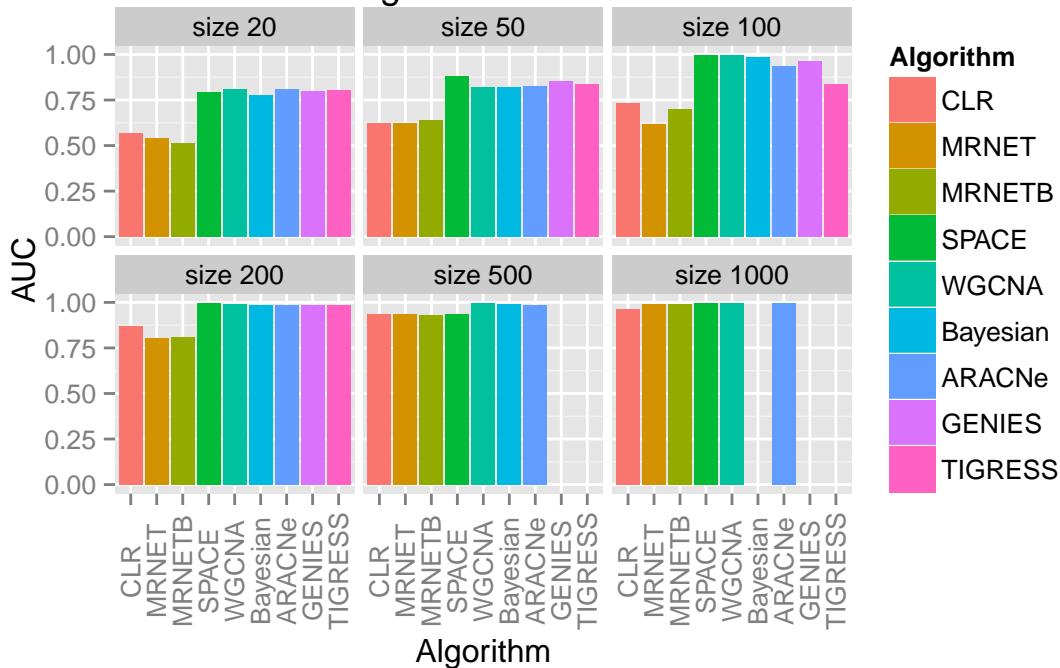 size 20
size 50
size 100
1.00
0.75
0.50
0.25
0.00
size 200
size 500
size 1000
1.00
0.75
0.50
0.25
0.00
AUC
CLR
MRNET
MRNETB
SPACE
WGCNA
Bayesian
ARACNe
GENIES
TIGRESS
CLR
MRNET
MRNETB
SPACE
WGCNA
Bayesian
ARACNe
GENIES
TIGRESS
CLR
MRNET
MRNETB
SPACE
WGCNA
Bayesian
ARACNe
GENIES
TIGRESS
Algorithm
Algorithm
CLR
MRNET
MRNETB
SPACE
WGCNA
Bayesian
ARACNe
GENIES
TIGRESS